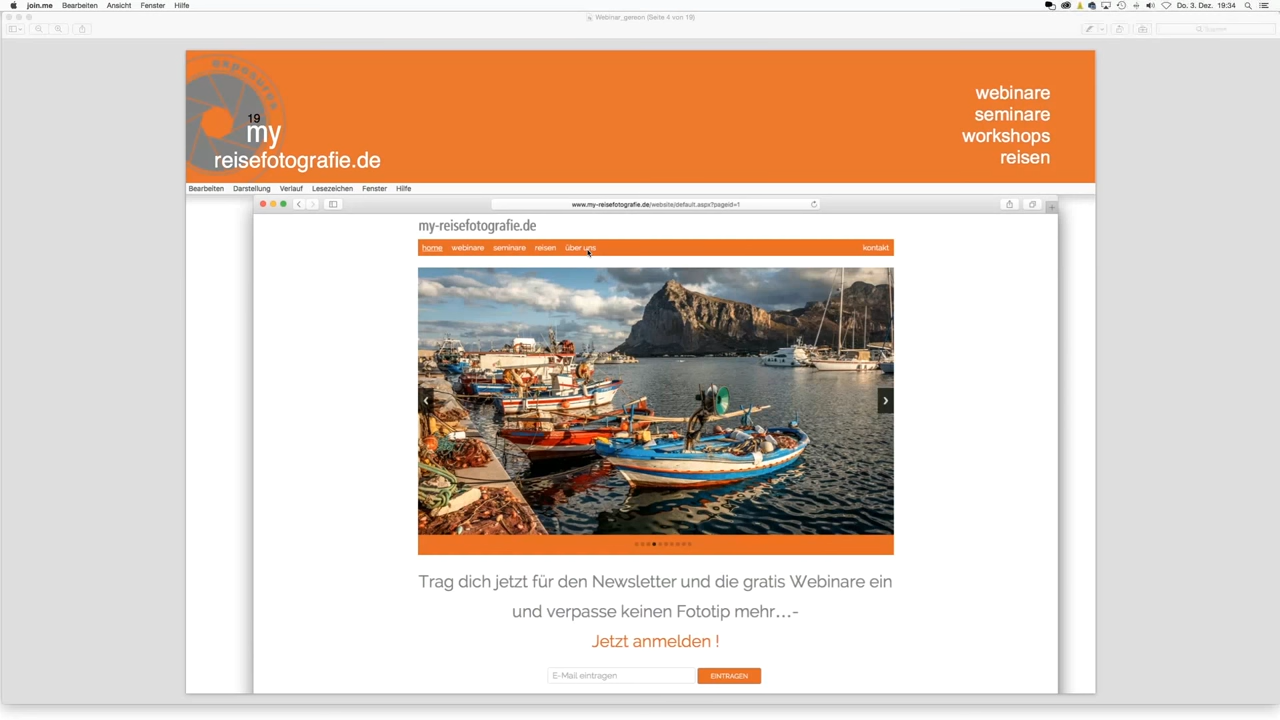 join.me Bearbeiten Ansicht Fenster Hilfe
Do. 3. Dez. 19:34
Webinar_gereon (Seite 4 von 19)
webinare
seminare
workshops
reisen
19
my
reisefotografie.de
Bearbeiten Darstellung Verlauf Lesezeichen Fenster Hilfe
www.my-reisefotografie.de/website/default.aspx?pageid=1
my-reisefotografie.de
home webinare seminare reisen über uns kontakt
Trag dich jetzt für den Newsletter und die gratis Webinare ein
und verpasse keinen Fototip mehr…-
Jetzt anmelden !
E-Mail eintragen EINTRAGEN